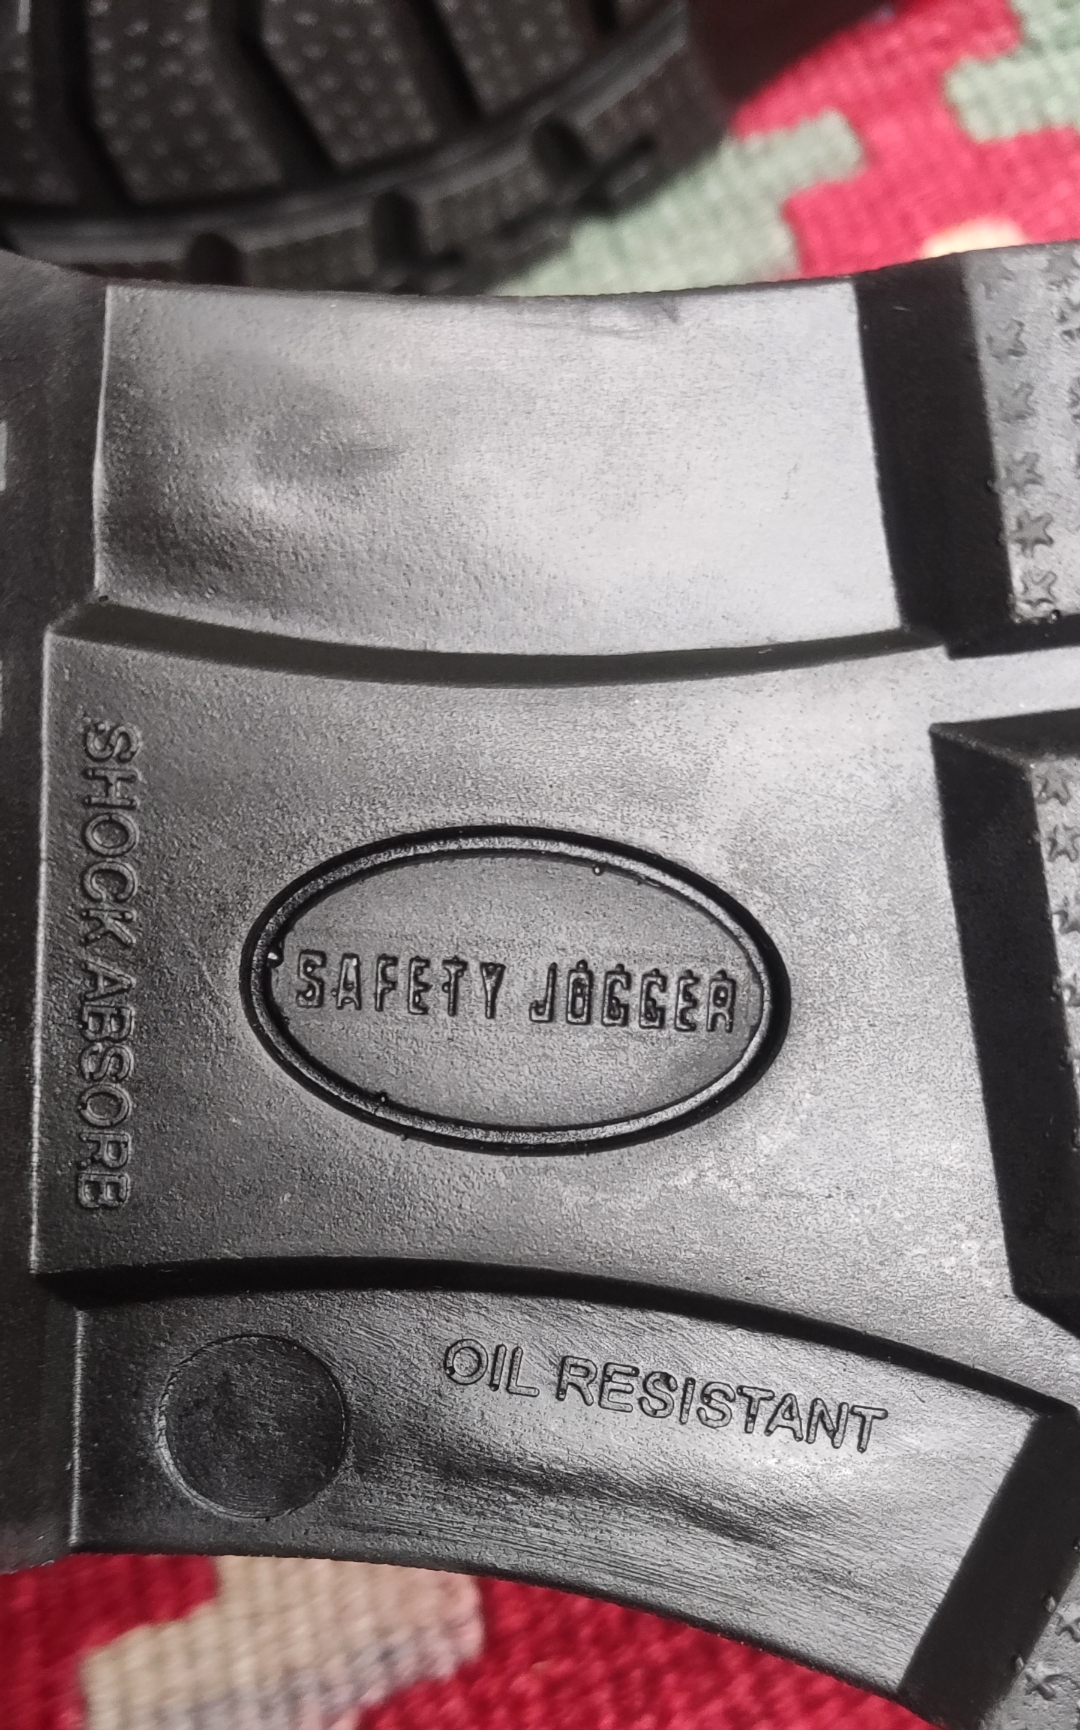 SHOCK ABSORB
SAFETY JOGGER
OIL RESISTANT